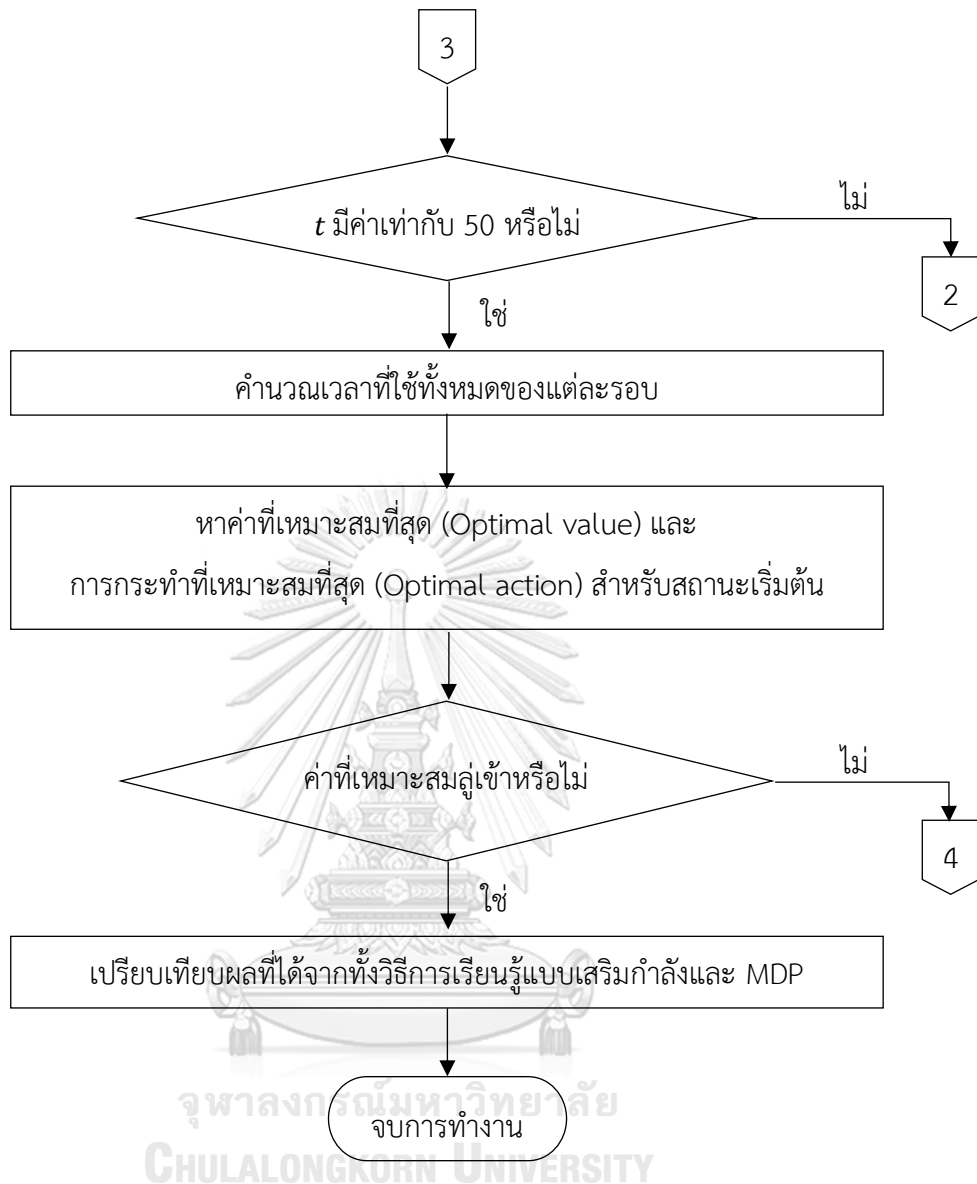 3
t มีค่าเท่ากับ 50 หรือไม่
ไม่
2
ใช่
คำนวณเวลาที่ใช้ทั้งหมดของแต่ละรอบ
หาค่าที่เหมาะสมที่สุด (Optimal value) และ
การกระทำที่เหมาะสมที่สุด (Optimal action) สำหรับสถานะเริ่มต้น
ค่าที่เหมาะสมลู่เข้าหรือไม่
ไม่
4
ใช่
เปรียบเทียบผลที่ได้จากทั้งวิธีการเรียนรู้แบบเสริมกำลังและ MDP
จบการทำงาน
จุฬาลงกรณ์มหาวิทยาลัย
CHULALONGKORN UNIVERSITY